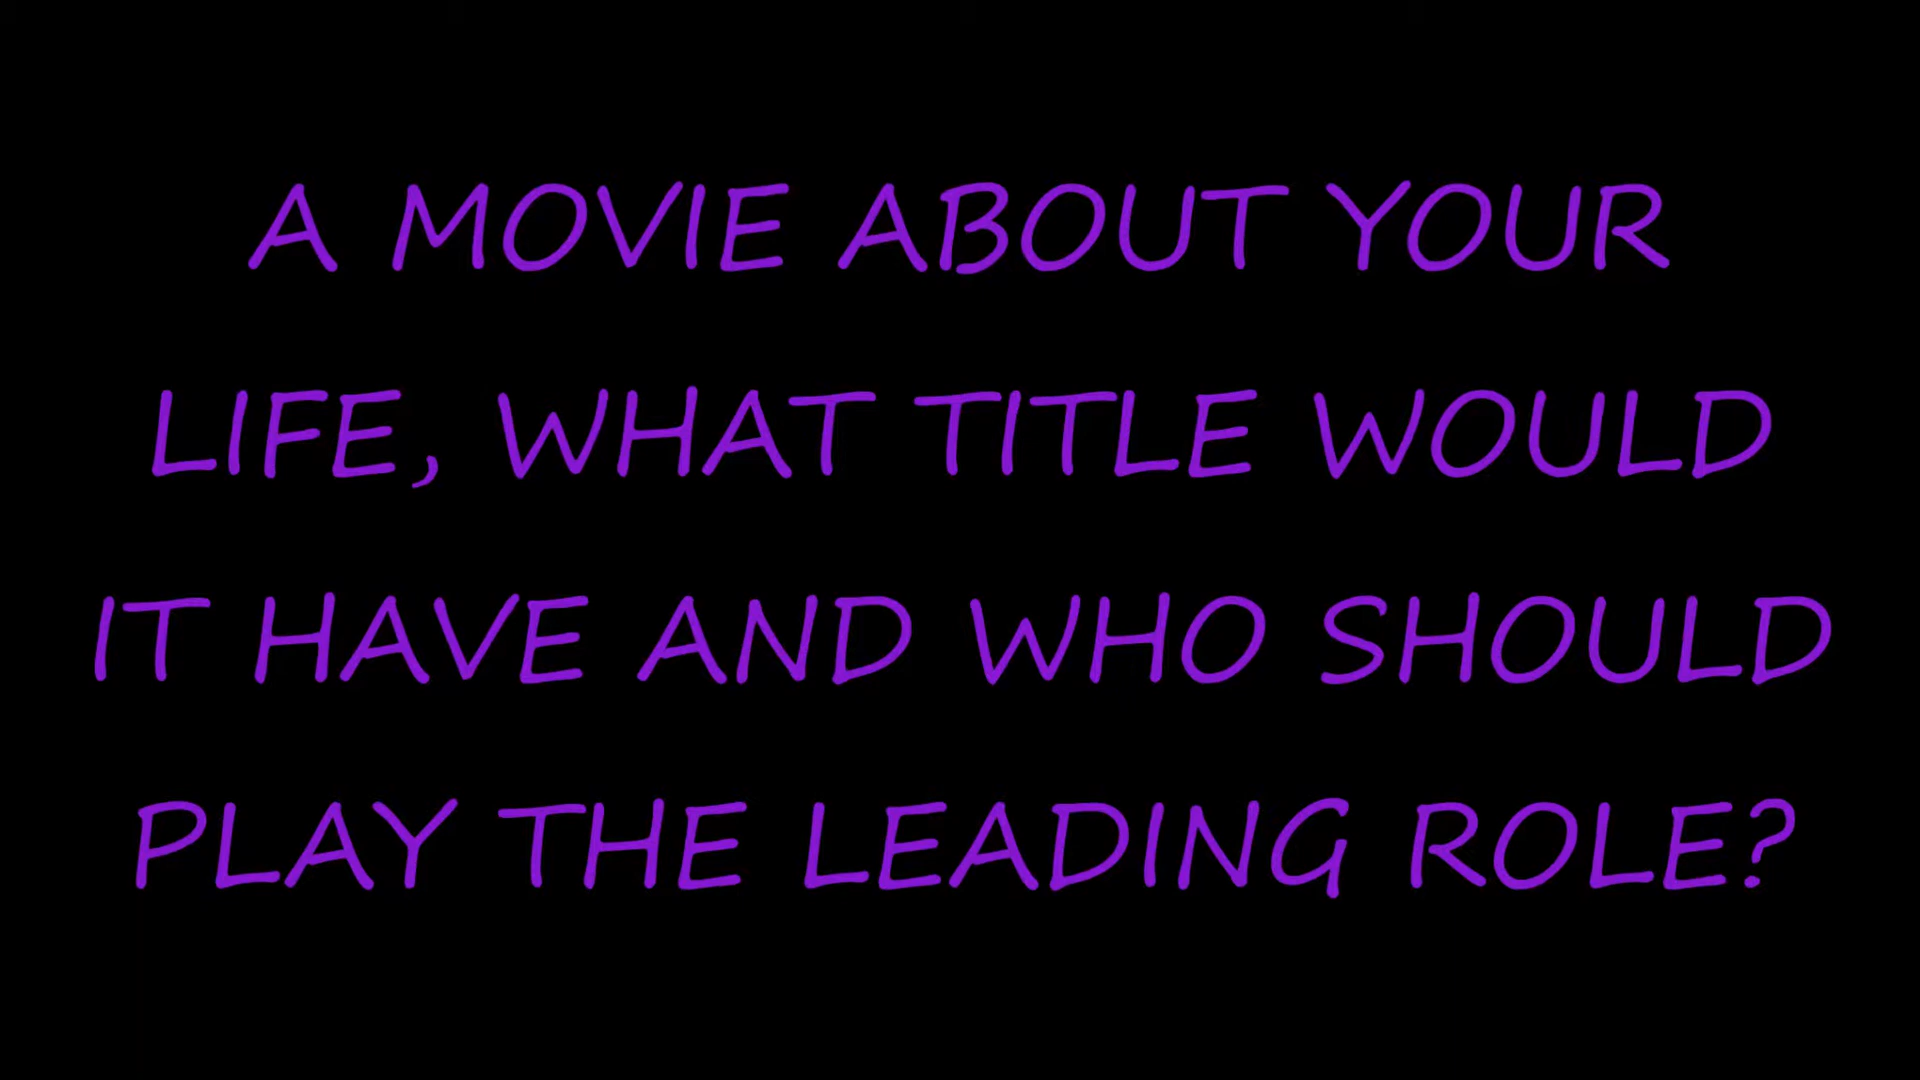 A MOVIE ABOUT YOUR
LIFE, WHAT TITLE WOULD
IT HAVE AND WHO SHOULD
PLAY THE LEADING ROLE?